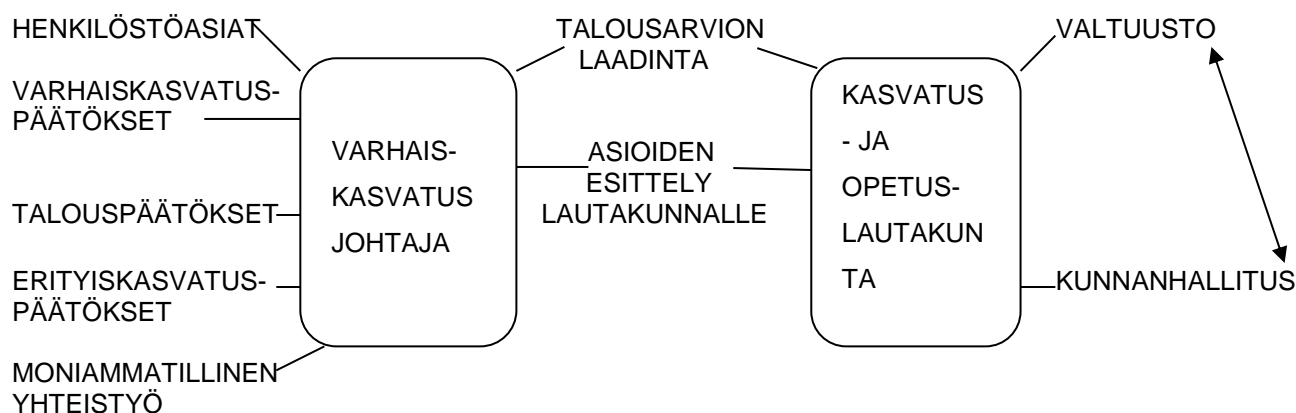 HENKILÖSTÖASIAT
VARHAISKASVATUS-
PÄÄTÖKSET
TALOUSPÄÄTÖKSET
ERITYISKASVATUS-
PÄÄTÖKSET
MONIAMMATILLINEN
YHTEISTYÖ
VARHAIS-
KASVATUS
JOHTAJA
TALOUSARVION
LAADINTA
ASIOIDEN
ESITTELY
LAUTAKUNNALLE
KASVATUS
- JA
OPETUS-
LAUTAKUN
TA
VALTUUSTO
KUNNANHALLITUS